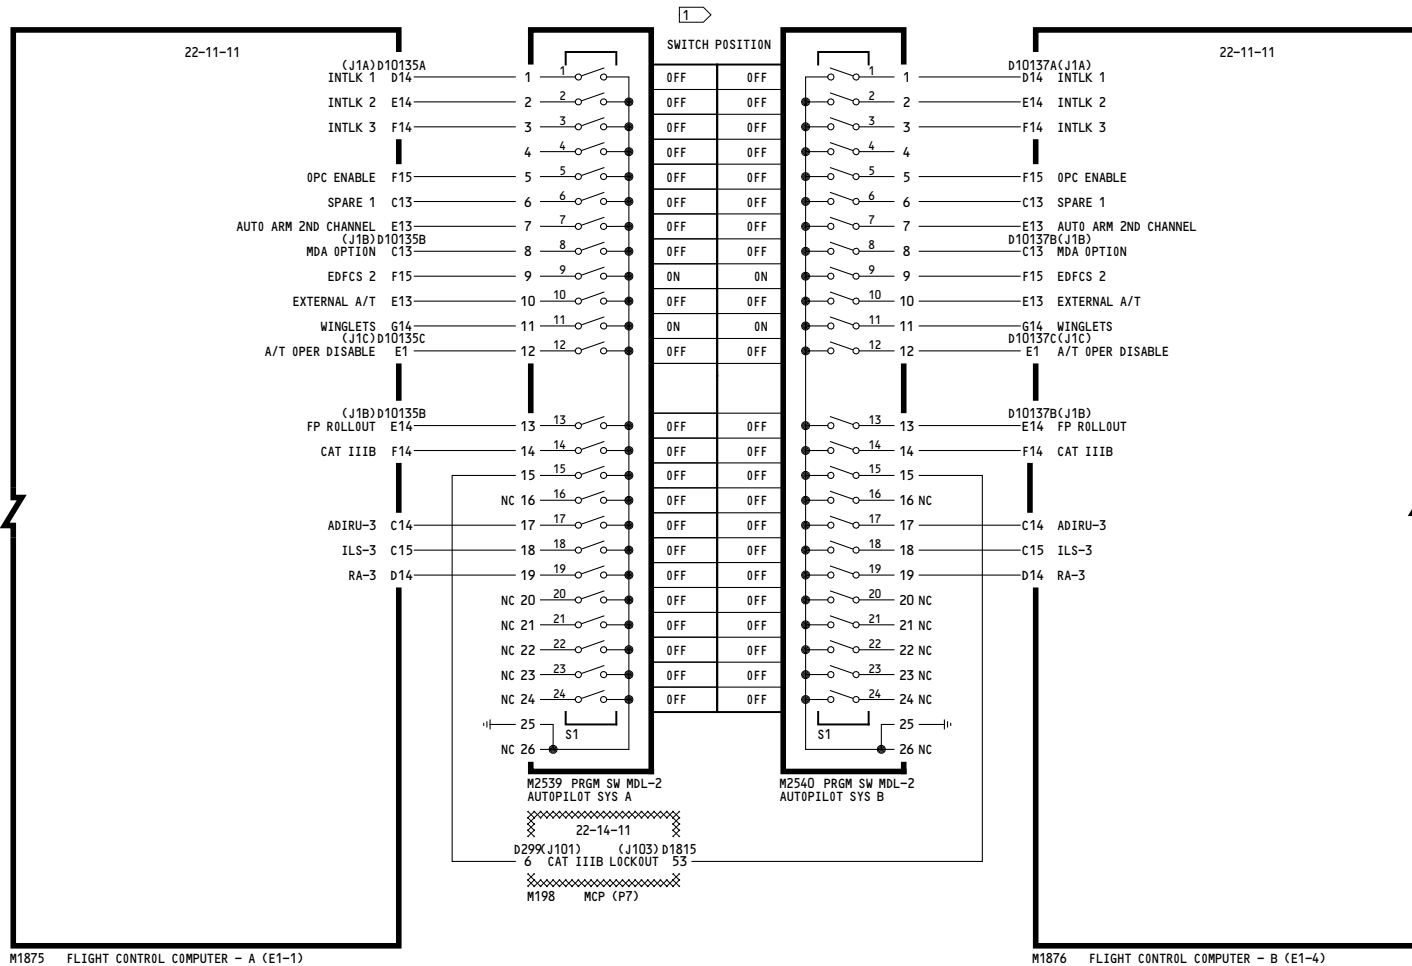 1
SWITCH POSITION
22-11-11 22-11-11
(J1A) D10135A D10137A (J1A)
INTLK 1 D14 1 1 OFF OFF 1 1 D14 INTLK 1
INTLK 2 E14 2 2 OFF OFF 2 2 E14 INTLK 2
INTLK 3 F14 3 3 OFF OFF 3 3 F14 INTLK 3
4 4 OFF OFF 4 4
OPC ENABLE F15 5 5 OFF OFF 5 5 F15 OPC ENABLE
SPARE 1 C13 6 6 OFF OFF 6 6 C13 SPARE 1
AUTO ARM 2ND CHANNEL E13 7 7 OFF OFF 7 7 E13 AUTO ARM 2ND CHANNEL
(J1B) D10135B D10137B (J1B)
MDA OPTION C13 8 8 OFF OFF 8 8 C13 MDA OPTION
EDFCS 2 F15 9 9 ON ON 9 9 F15 EDFCS 2
EXTERNAL A/T E13 10 10 OFF OFF 10 10 E13 EXTERNAL A/T
WINGLETS G14 11 11 ON ON 11 11 G14 WINGLETS
(J1C) D10135C D10137C (J1C)
A/T OPER DISABLE E1 12 12 OFF OFF 12 12 E1 A/T OPER DISABLE
(J1B) D10135B D10137B (J1B)
FP ROLLOUT E14 13 13 OFF OFF 13 13 E14 FP ROLLOUT
CAT IIIB F14 14 14 OFF OFF 14 14 F14 CAT IIIB
15 15 OFF OFF 15 15
NC 16 16 OFF OFF 16 16 NC
ADIRU-3 C14 17 17 OFF OFF 17 17 C14 ADIRU-3
ILS-3 C15 18 18 OFF OFF 18 18 C15 ILS-3
RA-3 D14 19 19 OFF OFF 19 19 D14 RA-3
NC 20 20 OFF OFF 20 20 NC
NC 21 21 OFF OFF 21 21 NC
NC 22 22 OFF OFF 22 22 NC
NC 23 23 OFF OFF 23 23 NC
NC 24 24 OFF OFF 24 24 NC
25 S1 S1 25
NC 26 26 NC
M2539 PRGM SW MDL-2 M2540 PRGM SW MDL-2
AUTOPILOT SYS A AUTOPILOT SYS B
22-14-11
D299 (J101) (J103) D1815
6 CAT IIIB LOCKOUT 53
M198 MCP (P7)
M1875 FLIGHT CONTROL COMPUTER - A (E1-1) M1876 FLIGHT CONTROL COMPUTER - B (E1-4)